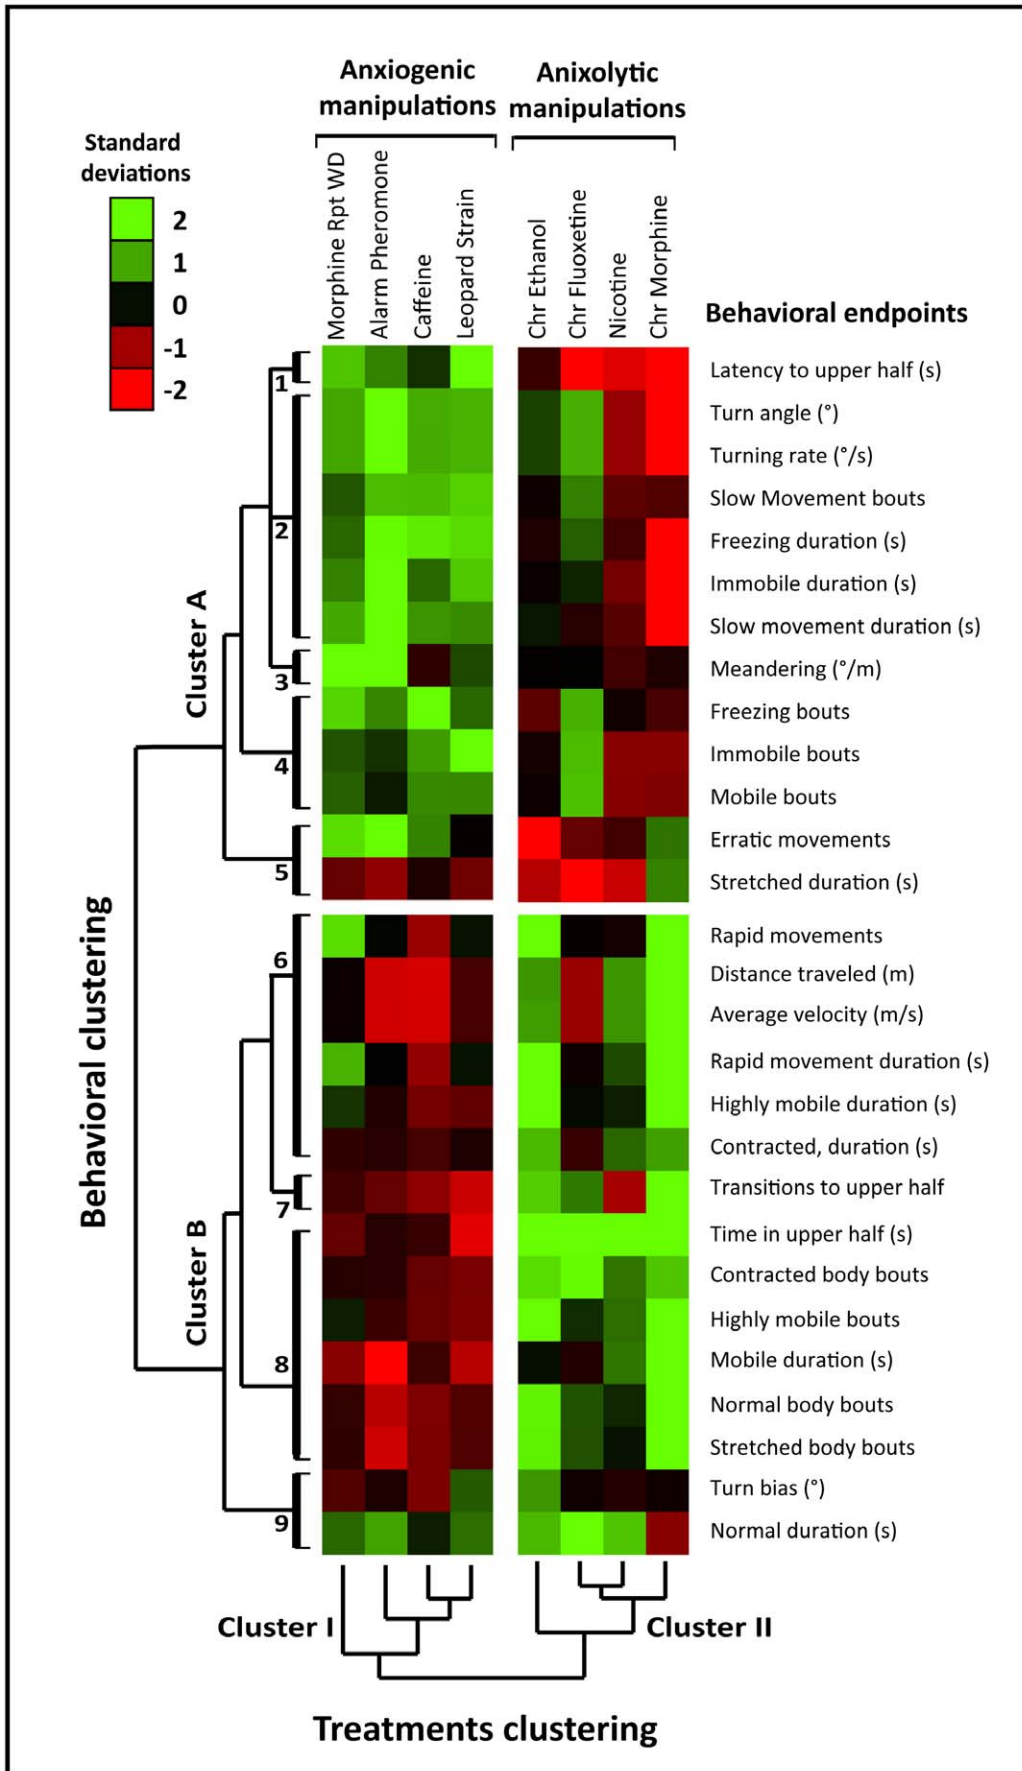 Anxiogenic
manipulations
Anixolytic
manipulations
Standard
deviations
2
1
0
-1
-2
Morphine Rpt WD
Alarm Pheromone
Caffeine
Leopard Strain
Chr Ethanol
Chr Fluoxetine
Nicotine
Chr Morphine
Behavioral endpoints
Latency to upper half (s)
Turn angle (°)
Turning rate (°/s)
Slow Movement bouts
Freezing duration (s)
Immobile duration (s)
Slow movement duration (s)
Meandering (°/m)
Freezing bouts
Immobile bouts
Mobile bouts
Erratic movements
Stretched duration (s)
Rapid movements
Distance traveled (m)
Average velocity (m/s)
Rapid movement duration (s)
Highly mobile duration (s)
Contracted, duration (s)
Transitions to upper half
Time in upper half (s)
Contracted body bouts
Highly mobile bouts
Mobile duration (s)
Normal body bouts
Stretched body bouts
Turn bias (°)
Normal duration (s)
1
2
3
4
5
6
7
8
9
Cluster A
Cluster B
Behavioral clustering
Cluster I
Cluster II
Treatments clustering